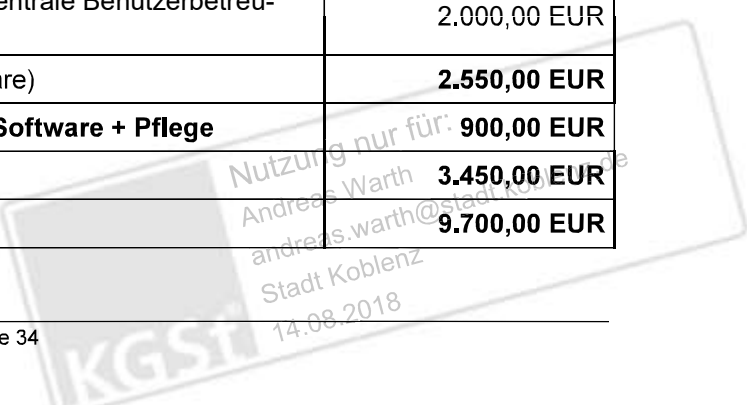 entrale Benutzerbetreu-
2.000,00 EUR
are) 2.550,00 EUR
Software + Pflege 900,00 EUR
3.450,00 EUR
9.700,00 EUR
Nutzung nur für:
Andreas Warth
andreas.warth@stadt.koblenz.de
Stadt Koblenz
14.08.2018
e 34
KGSt